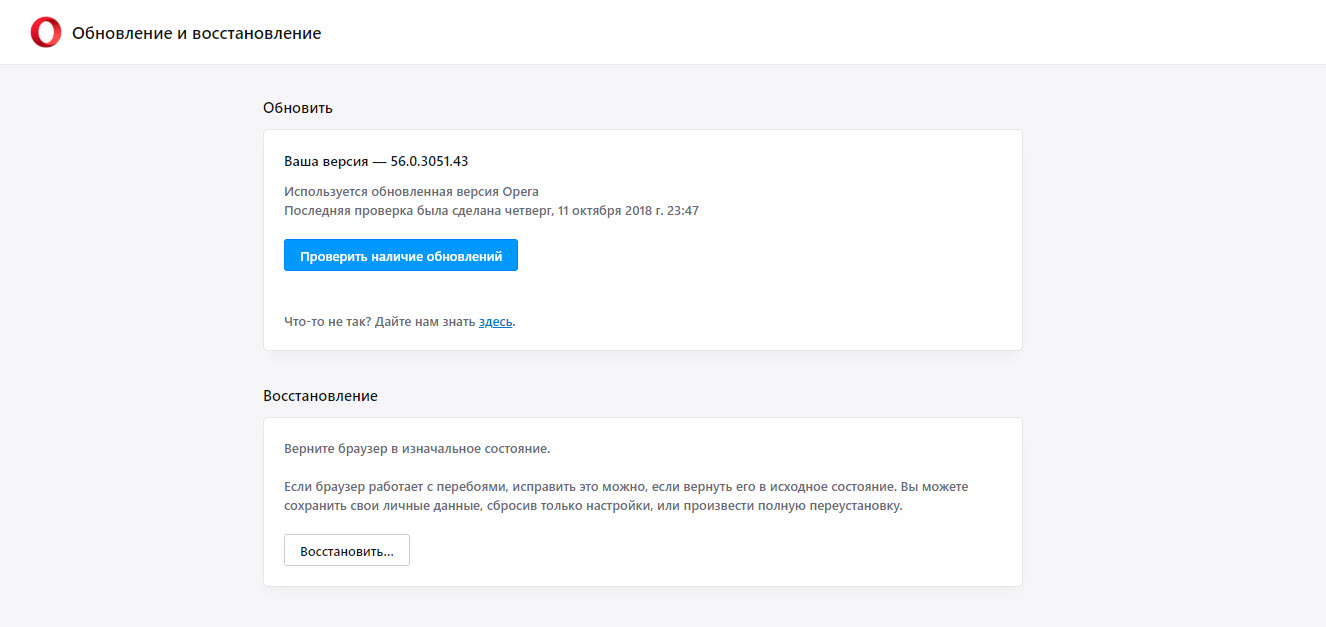 Обновление и восстановление
Обновить
Ваша версия — 56.0.3051.43
Используется обновленная версия Opera
Последняя проверка была сделана четверг, 11 октября 2018 г. 23:47
Проверить наличие обновлений
Что-то не так? Дайте нам знать здесь.
Восстановление
Верните браузер в изначальное состояние.
Если браузер работает с перебоями, исправить это можно, если вернуть его в исходное состояние. Вы можете
сохранить свои личные данные, сбросив только настройки, или произвести полную переустановку.
Восстановить...